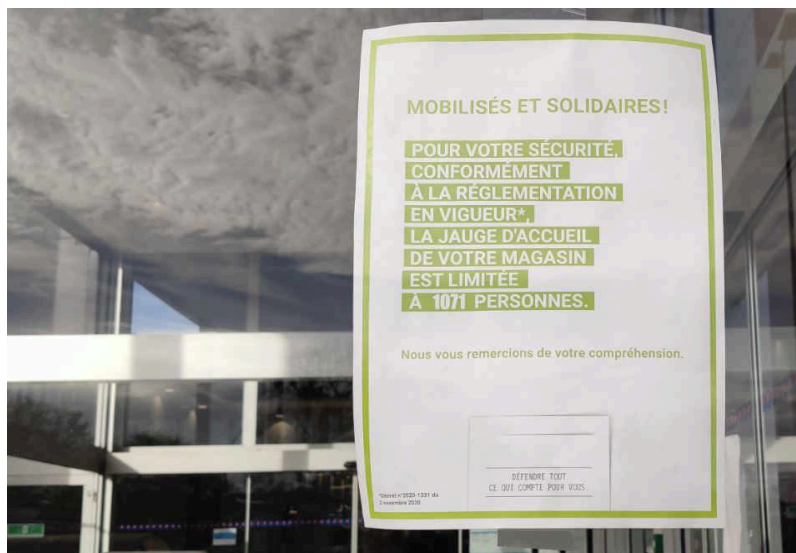 MOBILISÉS ET SOLIDAIRES !
POUR VOTRE SÉCURITÉ,
CONFORMÉMENT
À LA RÉGLEMENTATION
EN VIGUEUR*,
LA JAUGE D'ACCUEIL
DE VOTRE MAGASIN
EST LIMITÉE
À 1071 PERSONNES.
Nous vous remercions de votre compréhension.
DÉFENDRE TOUT
CE QUI COMPTE POUR VOUS.
*Décret n°2020-1331 du
2 novembre 2020